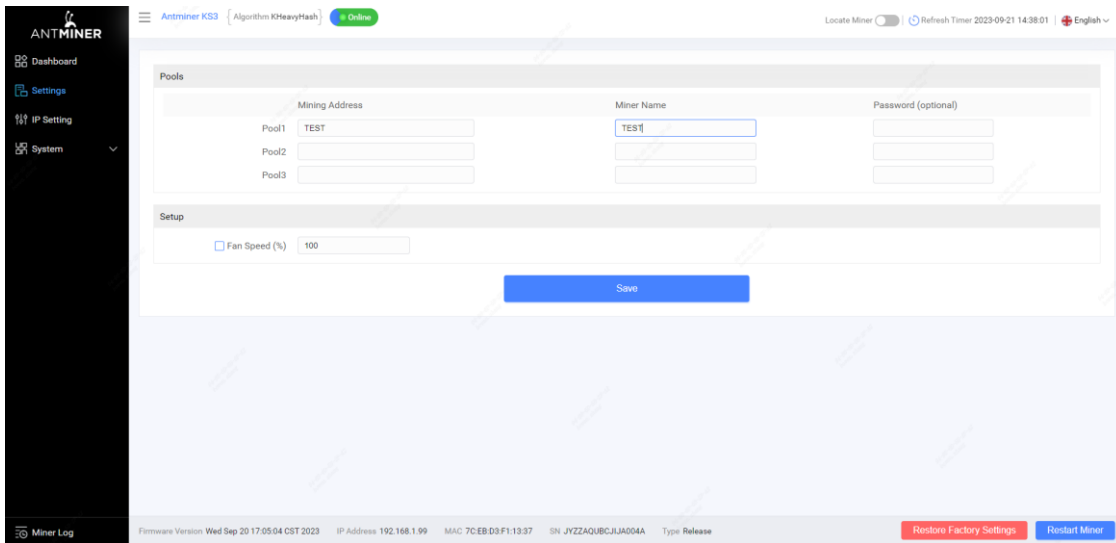 ANTMINER
Antminer KS3 Algorithm KHeavyHash Online
Locate Miner Refresh Timer 2023-09-21 14:38:01 English
Dashboard
Settings
IP Setting
System
Pools
Mining Address Miner Name Password (optional)
Pool1 TEST TEST
Pool2
Pool3
Setup
Fan Speed (%) 100
Save
Miner Log
Firmware Version Wed Sep 20 17:05:04 CST 2023 IP Address 192.168.1.99 MAC 7C:EB:D3:F1:13:37 SN JYZZAQUBCJIJA004A Type Release
Restore Factory Settings Restart Miner